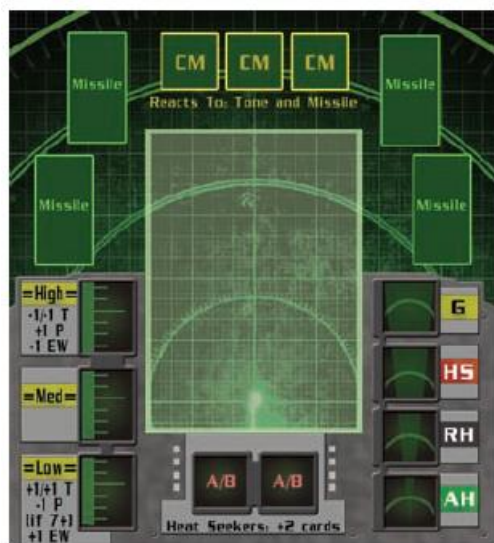 CM CM CM
Reacts To: Tone and Missile
Missile
Missile
Missile
Missile
=High=
-1/-1 T
+1 P
-1 EW
=Med=
=Low=
+1/+1 T
-1 P
(if 7+)
+1 EW
A/B A/B
Heat Seekers: +2 cards
G
HS
RH
AH